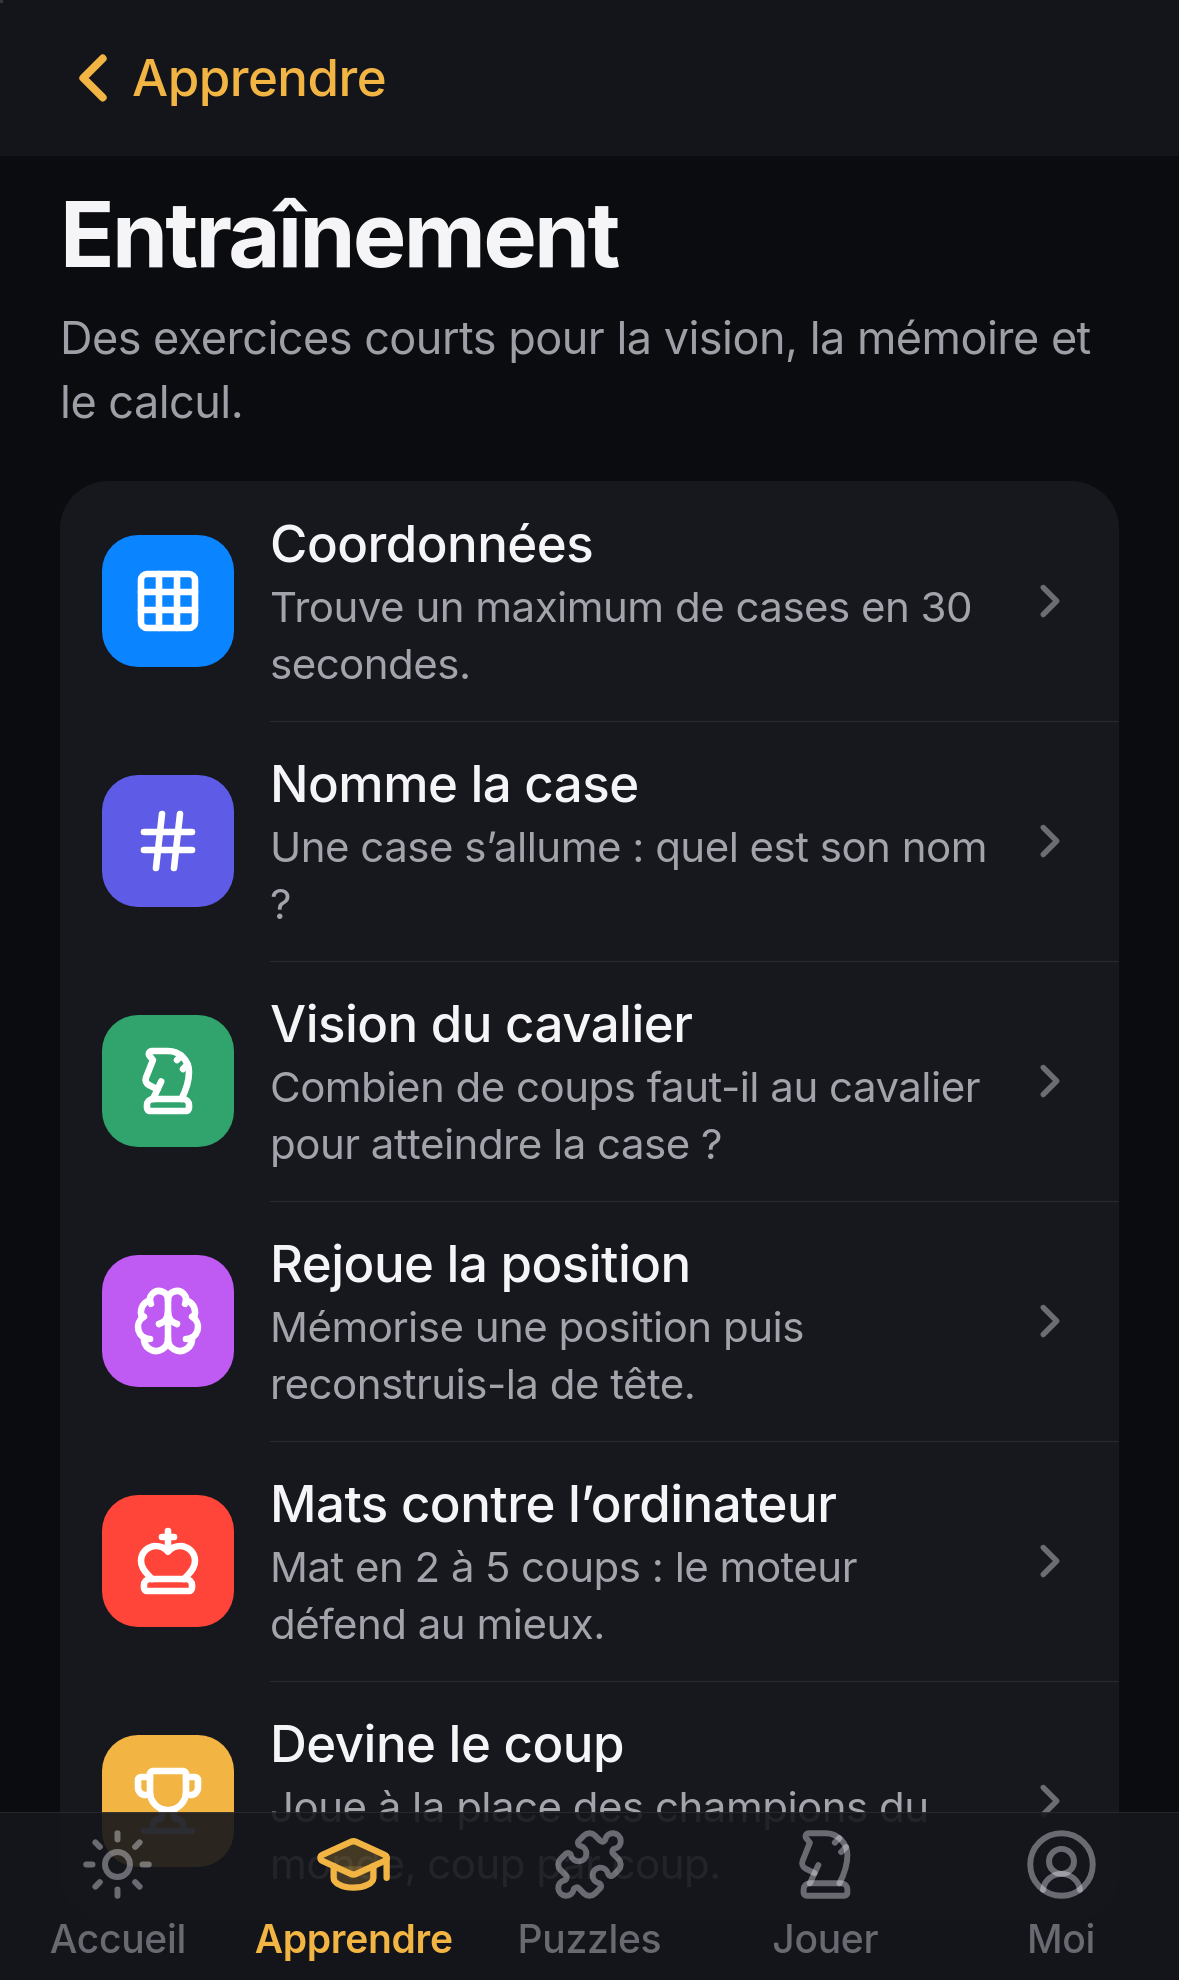 Apprendre
Entraînement
Des exercices courts pour la vision, la mémoire et
le calcul.
Coordonnées
Trouve un maximum de cases en 30
secondes.
Nomme la case
Une case s’allume : quel est son nom
?
Vision du cavalier
Combien de coups faut-il au cavalier
pour atteindre la case ?
Rejoue la position
Mémorise une position puis
reconstruis-la de tête.
Mats contre l’ordinateur
Mat en 2 à 5 coups : le moteur
défend au mieux.
Devine le coup
Joue à la place des champions du
monde, coup par coup.
Accueil
Apprendre
Puzzles
Jouer
Moi